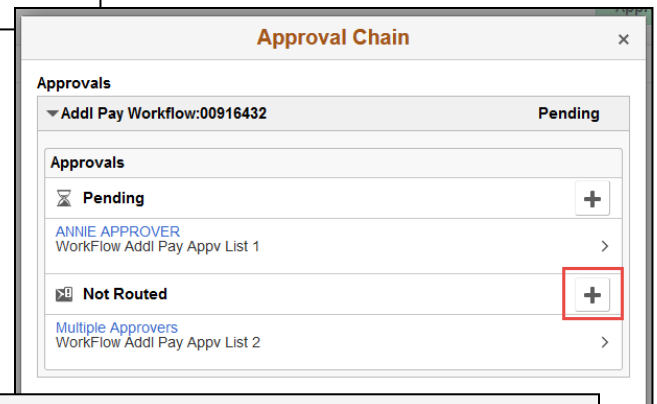 Approval Chain
×
Approvals
Addl Pay Workflow:00916432 Pending
Approvals
Pending
ANNIE APPROVER
WorkFlow Addl Pay Appv List 1
Not Routed
Multiple Approvers
WorkFlow Addl Pay Appv List 2